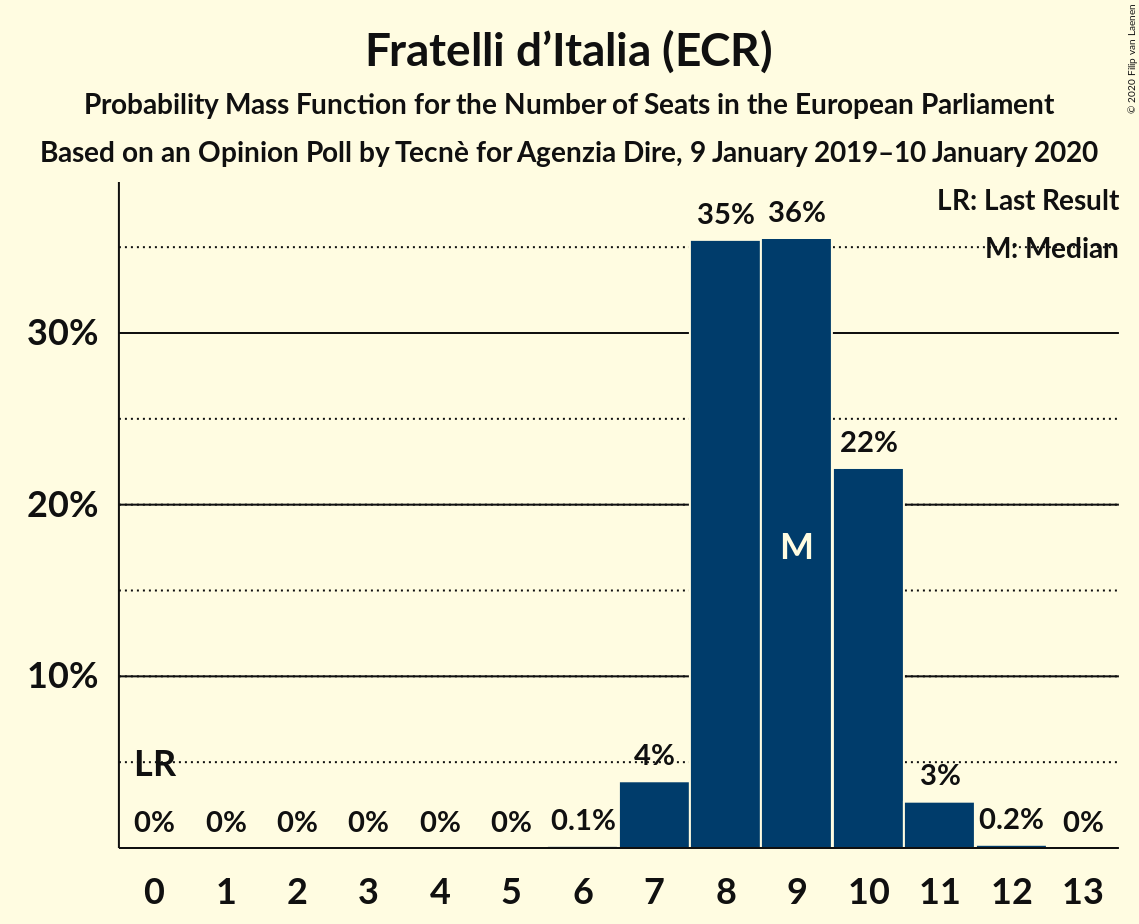 Fratelli d’Italia (ECR)
Probability Mass Function for the Number of Seats in the European Parliament
Based on an Opinion Poll by Tecnè for Agenzia Dire, 9 January 2019–10 January 2020
© 2020 Filip van Laenen
LR: Last Result
M: Median
35% 36%
30%
22%
20%
M
10%
LR
4%
3%
0% 0% 0% 0% 0% 0% 0.1% 0.2% 0%
0 1 2 3 4 5 6 7 8 9 10 11 12 13